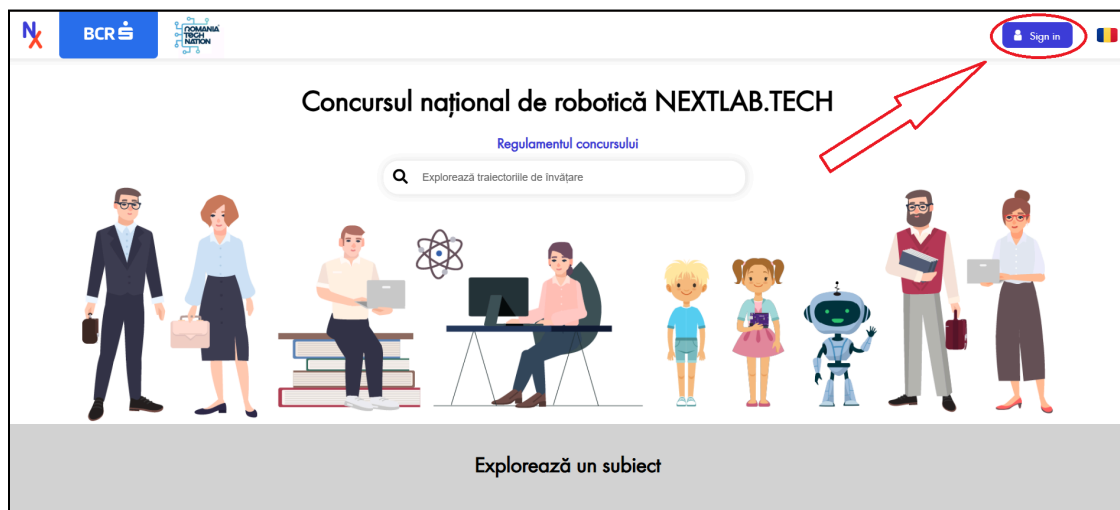 Nx
BCR
ROMANIA
TECH
NATION
Sign in
Concursul național de robotică NEXTLAB.TECH
Regulamentul concursului
Explorează traiectoriile de învățare
Explorează un subiect